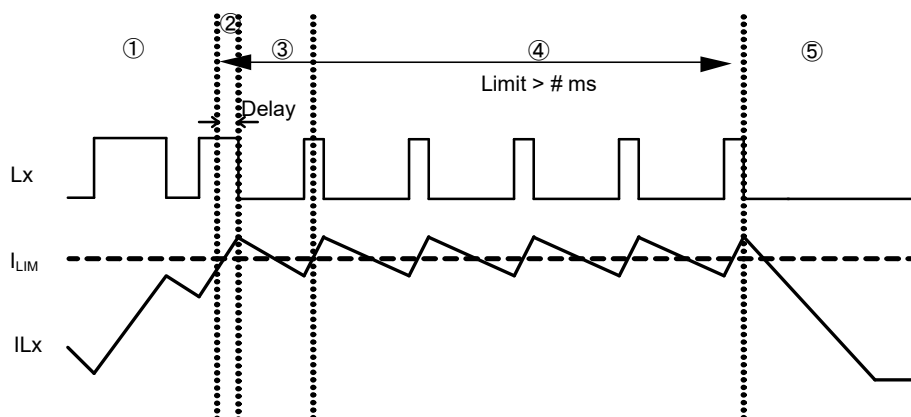 ②
① ③ ④ ⑤
Limit > # ms
Delay
Lx
ILIM
ILx